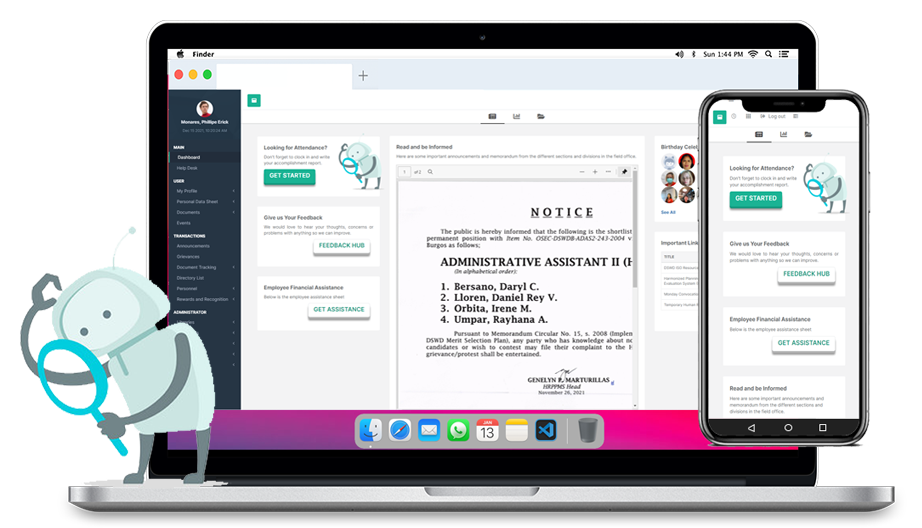 Finder
Sun 1:44 PM
Monares, Phillipe Erick
MAIN
Dashboard
Help Desk
USER
My Profile
Personal Data Sheet
Documents
Events
TRANSACTIONS
Announcements
Grievances
Document Tracking
Directory List
Personnel
Rewards and Recognition
ADMINISTRATOR
Looking for Attendance?
Don't forget to clock in and write
your accomplishment report.
GET STARTED
Give us Your Feedback
We would love to hear your thoughts, concerns or
problems with anything so we can improve.
FEEDBACK HUB
Employee Financial Assistance
Below is the employee assistance sheet
GET ASSISTANCE
Read and be Informed
Here are some important announcements and memorandum from the different sections and divisions in the field office.
1 of 2
NOTICE
The public is hereby informed that the following is the shortlist
permanent position with Item No. OSEC-DSWDB-ADAS2-243-2004 v
Burgos as follows;
ADMINISTRATIVE ASSISTANT II (H
(In alphabetical order):
1. Bersano, Daryl C.
2. Lloren, Daniel Rey V.
3. Orbita, Irene M.
4. Umpar, Rayhana A.
Pursuant to Memorandum Circular No. 15, s. 2008 (Implem
DSWD Merit Selection Plan), any party who has knowledge about no
candidates or wish to contest may file their complaint to the H
grievance/protest shall be entertained.
GENELYN P. MARTURILLAS
HRPPMS Head
November 26, 2021
Birthday Celeb
See All
Important Link
TITLE
JAN
13
Log out
Looking for Attendance?
Don't forget to clock in and write
your accomplishment report.
GET STARTED
Give us Your Feedback
We would love to hear your thoughts, concerns or
problems with anything so we can improve.
FEEDBACK HUB
Employee Financial Assistance
Below is the employee assistance sheet
GET ASSISTANCE
Read and be Informed
Here are some important announcements and
memorandum from the different sections and
divisions in the field office.